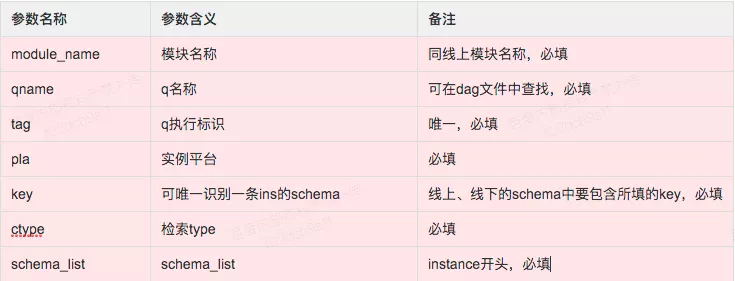 参数名称 参数含义 备注
module_name 模块名称 同线上模块名称，必填
qname q名称 可在dag文件中查找，必填
tag q执行标识 唯一，必填
pla 实例平台 必填
key 可唯一识别一条ins的schema 线上、线下的schema中要包含所填的key，必填
ctype 检索type 必填
schema_list schema_list instance开头，必填